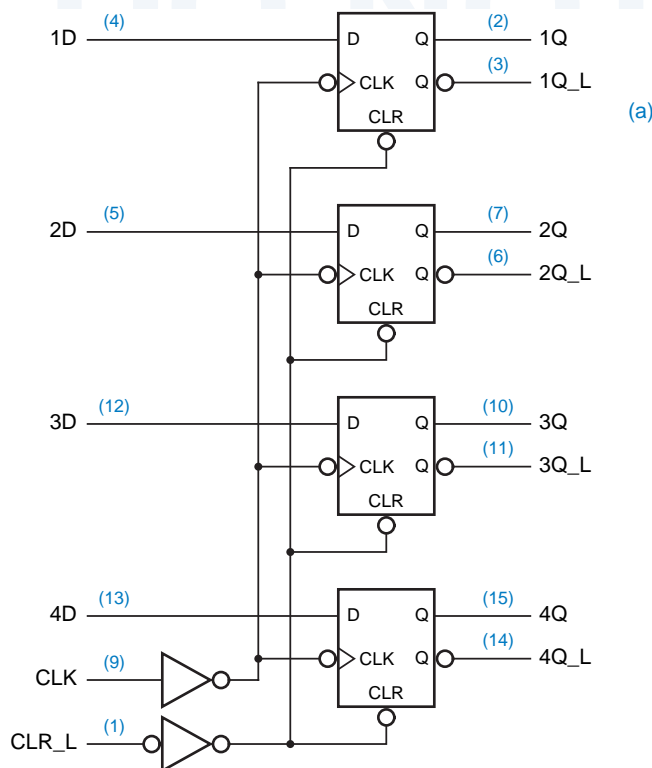 1D (4) D Q (2) 1Q
CLK Q (3) 1Q_L
CLR
(a)
2D (5) D Q (7) 2Q
CLK Q (6) 2Q_L
CLR
3D (12) D Q (10) 3Q
CLK Q (11) 3Q_L
CLR
4D (13) D Q (15) 4Q
CLK Q (14) 4Q_L
CLR
CLK (9)
CLR_L (1)